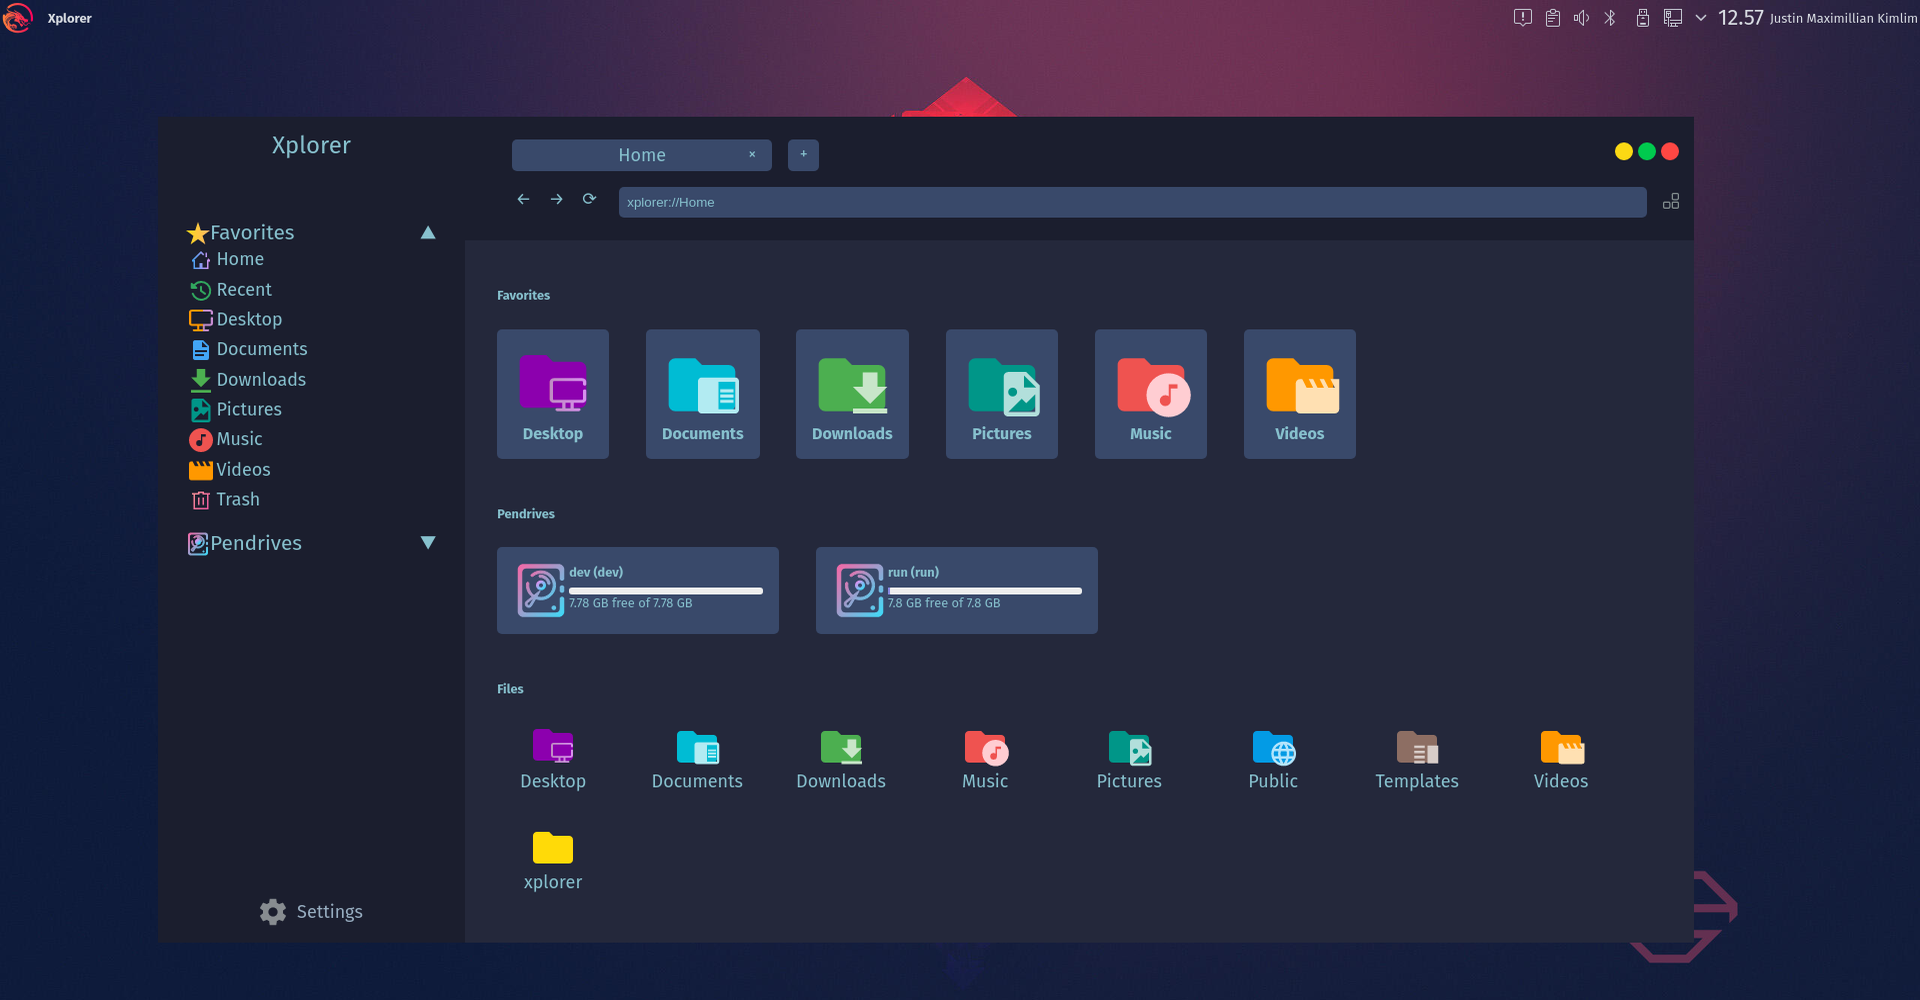 Xplorer
12.57 Justin Maximillian Kimlim
Xplorer
Home × +
xplorer://Home
Favorites
Home
Recent
Desktop
Documents
Downloads
Pictures
Music
Videos
Trash
Pendrives
Settings
Favorites
Desktop Documents Downloads Pictures Music Videos
Pendrives
dev (dev)
7.78 GB free of 7.78 GB
run (run)
7.8 GB free of 7.8 GB
Files
Desktop Documents Downloads Music Pictures Public Templates Videos
xplorer